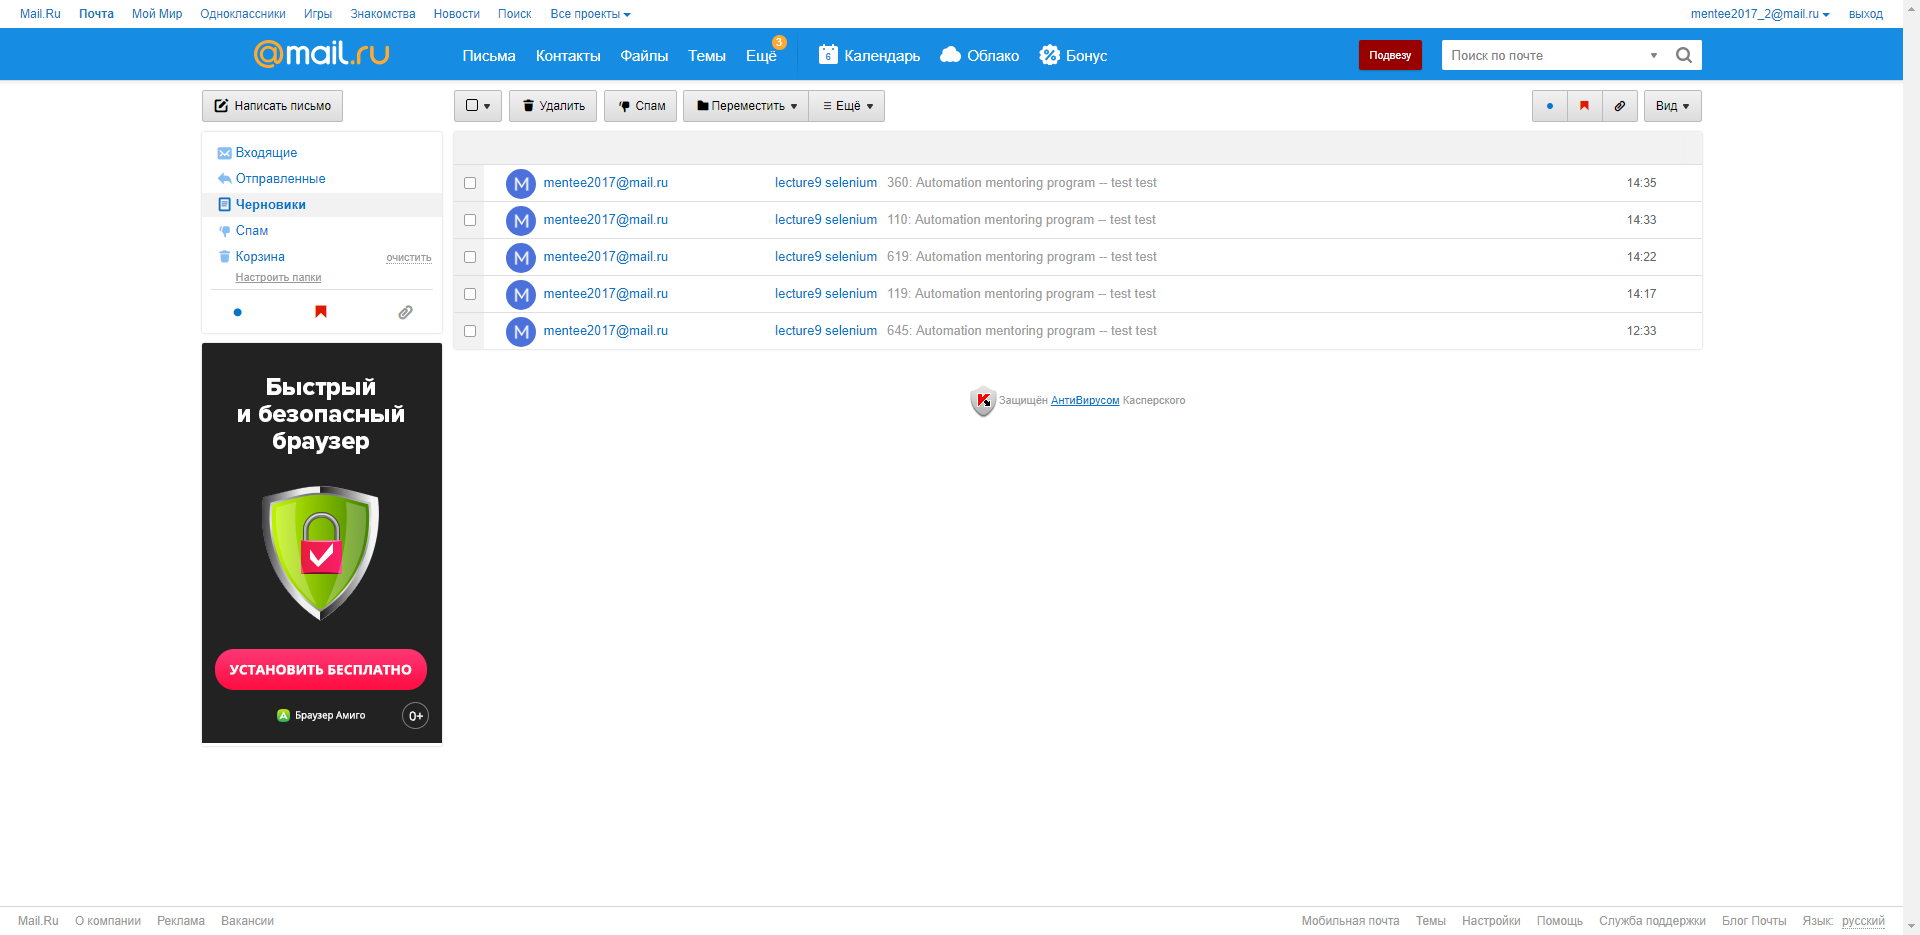 Mail.Ru Почта Мой Мир Одноклассники Игры Знакомства Новости Поиск Все проекты mentee2017_2@mail.ru выход
@mail.ru Письма Контакты Файлы Темы Ещё 3 6 Календарь Облако Бонус Подвезу Поиск по почте
Написать письмо Удалить Спам Переместить Ещё Вид
Входящие
Отправленные
Черновики
Спам
Корзина очистить
Настроить папки
M mentee2017@mail.ru lecture9 selenium 360: Automation mentoring program -- test test 14:35
M mentee2017@mail.ru lecture9 selenium 110: Automation mentoring program -- test test 14:33
M mentee2017@mail.ru lecture9 selenium 619: Automation mentoring program -- test test 14:22
M mentee2017@mail.ru lecture9 selenium 119: Automation mentoring program -- test test 14:17
M mentee2017@mail.ru lecture9 selenium 645: Automation mentoring program -- test test 12:33
Защищён АнтиВирусом Касперского
Быстрый
и безопасный
браузер
УСТАНОВИТЬ БЕСПЛАТНО
Браузер Амиго 0+
Mail.Ru О компании Реклама Вакансии Мобильная почта Темы Настройки Помощь Служба поддержки Блог Почты Язык: русский